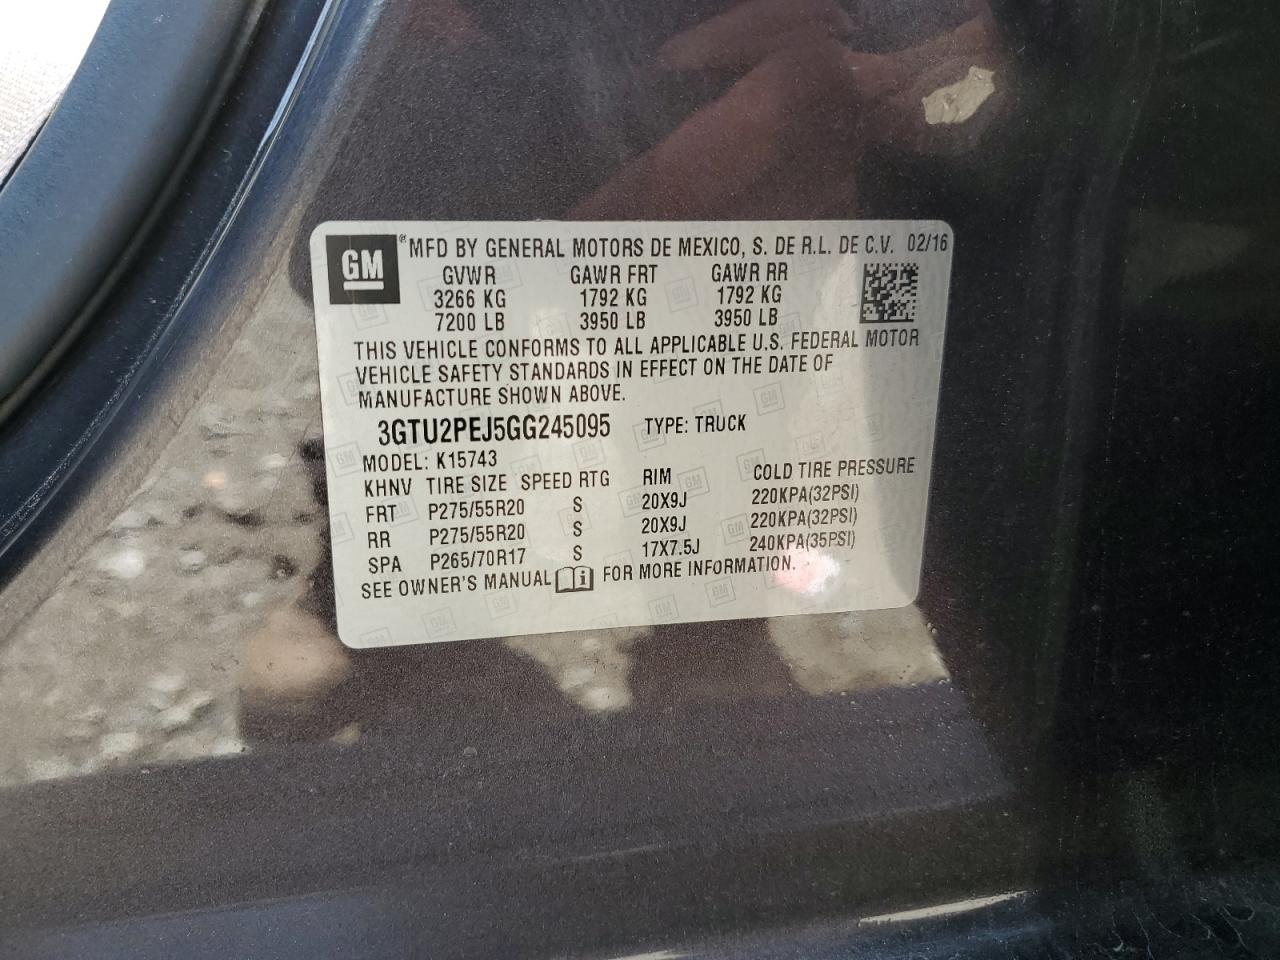 GM ® MFD BY GENERAL MOTORS DE MEXICO, S. DE R.L. DE C.V. 02/16
GVWR GAWR FRT GAWR RR
3266 KG 1792 KG 1792 KG
7200 LB 3950 LB 3950 LB
THIS VEHICLE CONFORMS TO ALL APPLICABLE U.S. FEDERAL MOTOR
VEHICLE SAFETY STANDARDS IN EFFECT ON THE DATE OF
MANUFACTURE SHOWN ABOVE.
3GTU2PEJ5GG245095 TYPE: TRUCK
MODEL: K15743
KHNV TIRE SIZE SPEED RTG RIM COLD TIRE PRESSURE
FRT P275/55R20 S 20X9J 220KPA(32PSI)
RR P275/55R20 S 20X9J 220KPA(32PSI)
SPA P265/70R17 S 17X7.5J 240KPA(35PSI)
SEE OWNER'S MANUAL i FOR MORE INFORMATION.